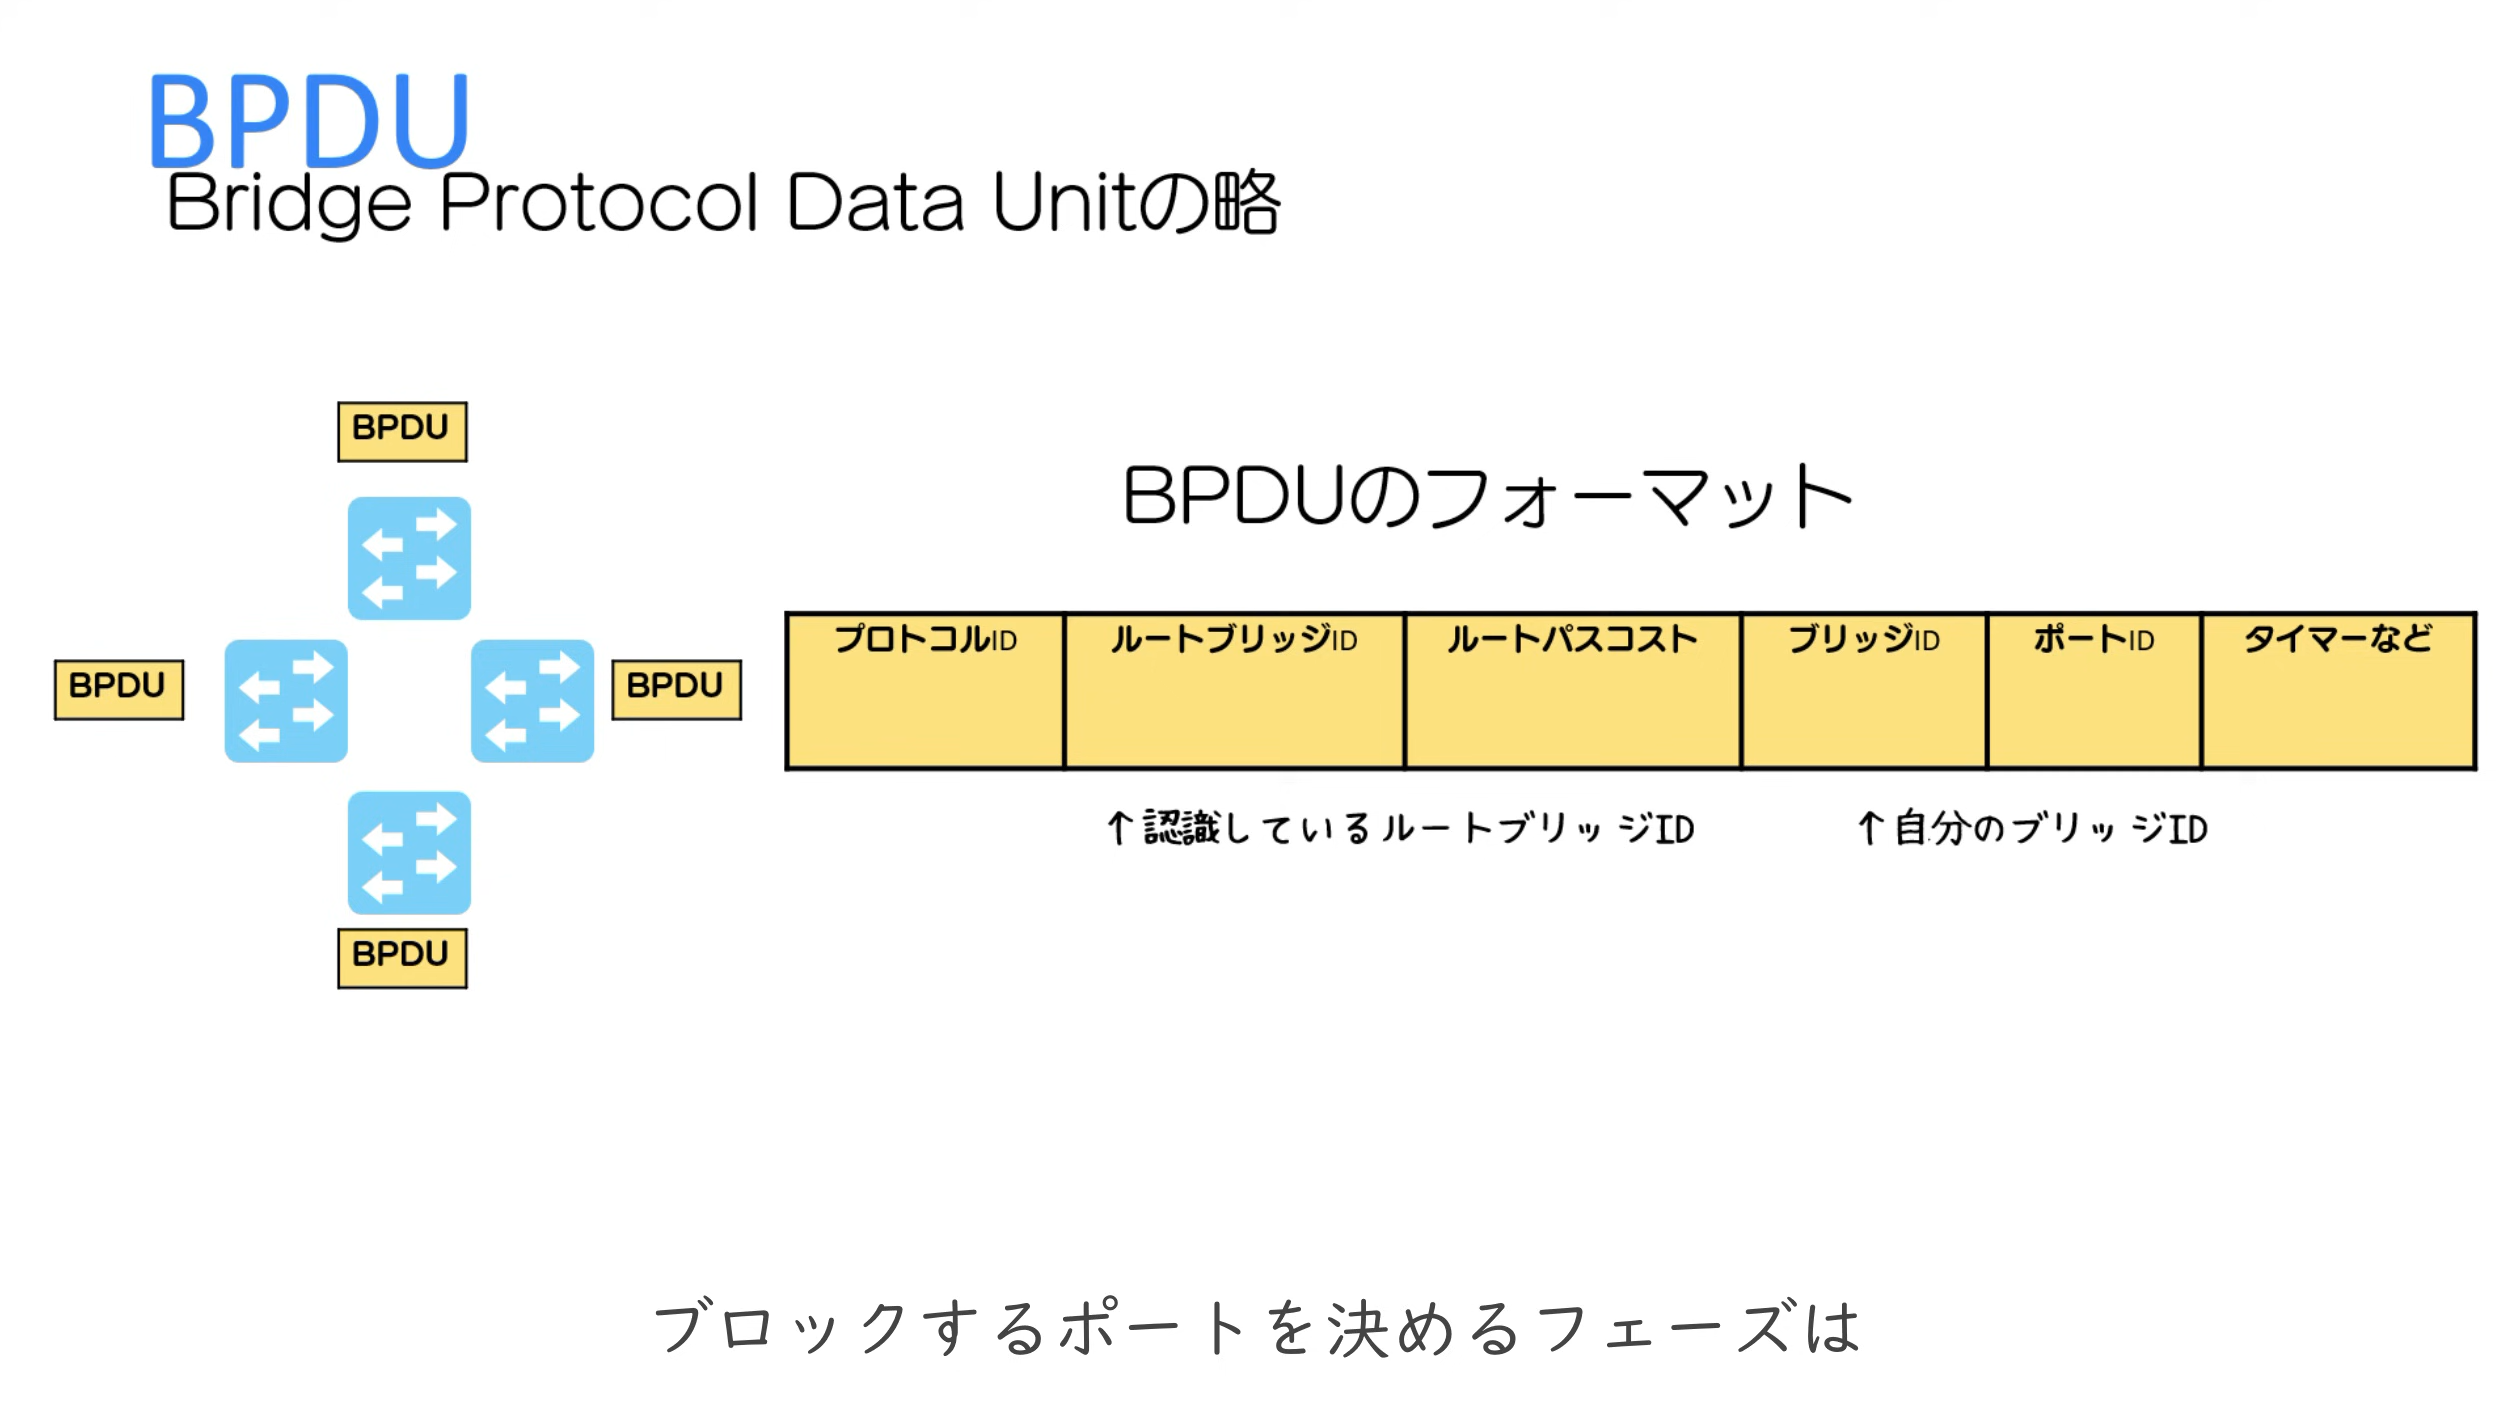 BPDU
Bridge Protocol Data Unitの略
BPDU
BPDU
BPDU
BPDU
BPDUのフォーマット
プロトコルID
ルートブリッジID
ルートパスコスト
ブリッジID
ポートID
タイマーなど
↑認識しているルートブリッジID
↑自分のブリッジID
ブロックするポートを決めるフェーズは